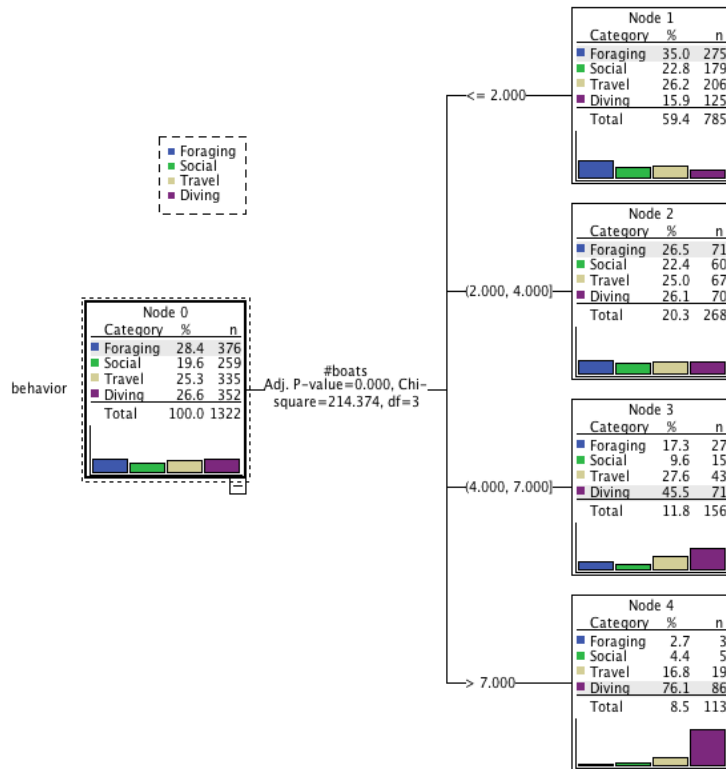 Foraging
Social
Travel
Diving
behavior
Node 0
Category % n
Foraging 28.4 376
Social 19.6 259
Travel 25.3 335
Diving 26.6 352
Total 100.0 1322
#boats
Adj. P-value=0.000, Chi-
square=214.374, df=3
<= 2.000
Node 1
Category % n
Foraging 35.0 275
Social 22.8 179
Travel 26.2 206
Diving 15.9 125
Total 59.4 785
(2.000, 4.000]
Node 2
Category % n
Foraging 26.5 71
Social 22.4 60
Travel 25.0 67
Diving 26.1 70
Total 20.3 268
(4.000, 7.000]
Node 3
Category % n
Foraging 17.3 27
Social 9.6 15
Travel 27.6 43
Diving 45.5 71
Total 11.8 156
> 7.000
Node 4
Category % n
Foraging 2.7 3
Social 4.4 5
Travel 16.8 19
Diving 76.1 86
Total 8.5 113